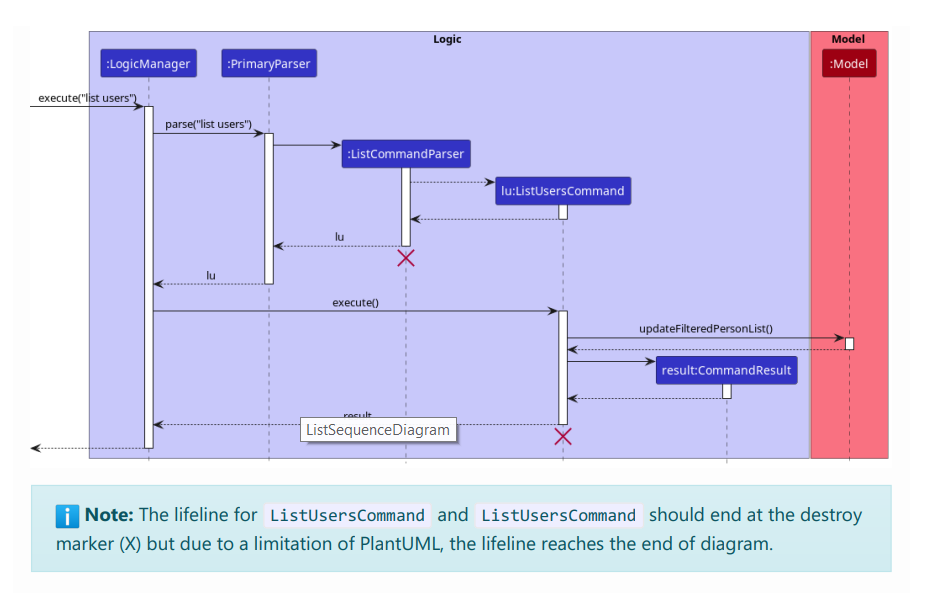 Logic
Model
:LogicManager
:PrimaryParser
:Model
execute("list users")
parse("list users")
:ListCommandParser
lu:ListUsersCommand
lu
lu
execute()
updateFilteredPersonList()
result:CommandResult
result
ListSequenceDiagram
i Note: The lifeline for ListUsersCommand and ListUsersCommand should end at the destroy
marker (X) but due to a limitation of PlantUML, the lifeline reaches the end of diagram.